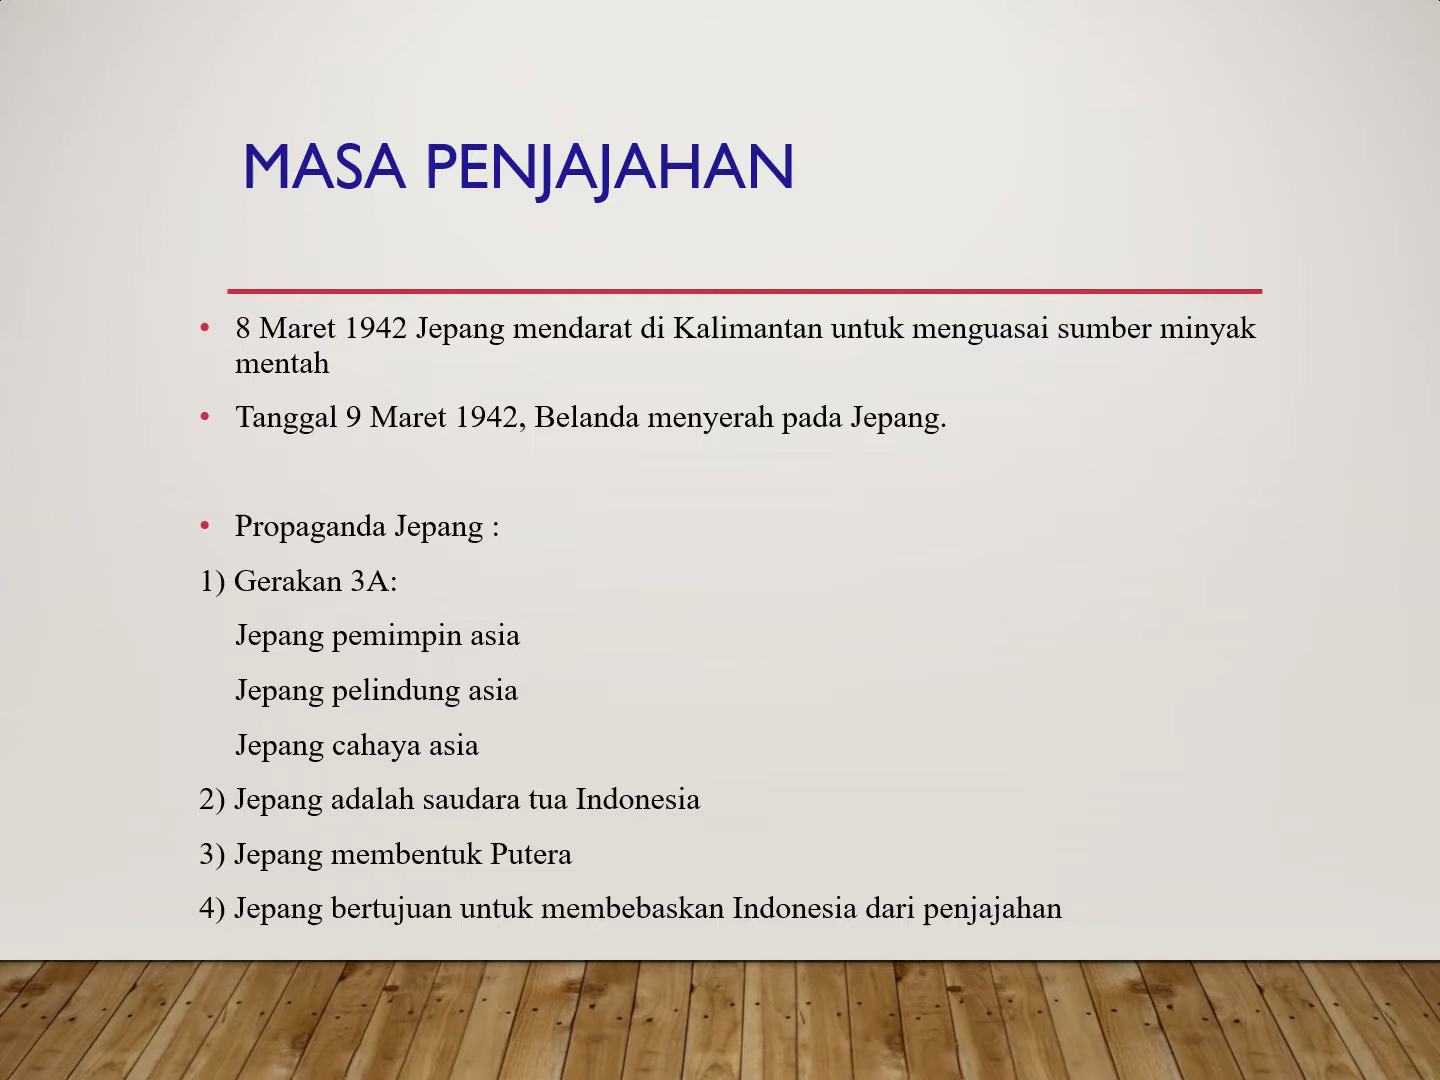 MASA PENJAJAHAN
• 8 Maret 1942 Jepang mendarat di Kalimantan untuk menguasai sumber minyak
mentah
• Tanggal 9 Maret 1942, Belanda menyerah pada Jepang.
• Propaganda Jepang :
1) Gerakan 3A:
Jepang pemimpin asia
Jepang pelindung asia
Jepang cahaya asia
2) Jepang adalah saudara tua Indonesia
3) Jepang membentuk Putera
4) Jepang bertujuan untuk membebaskan Indonesia dari penjajahan